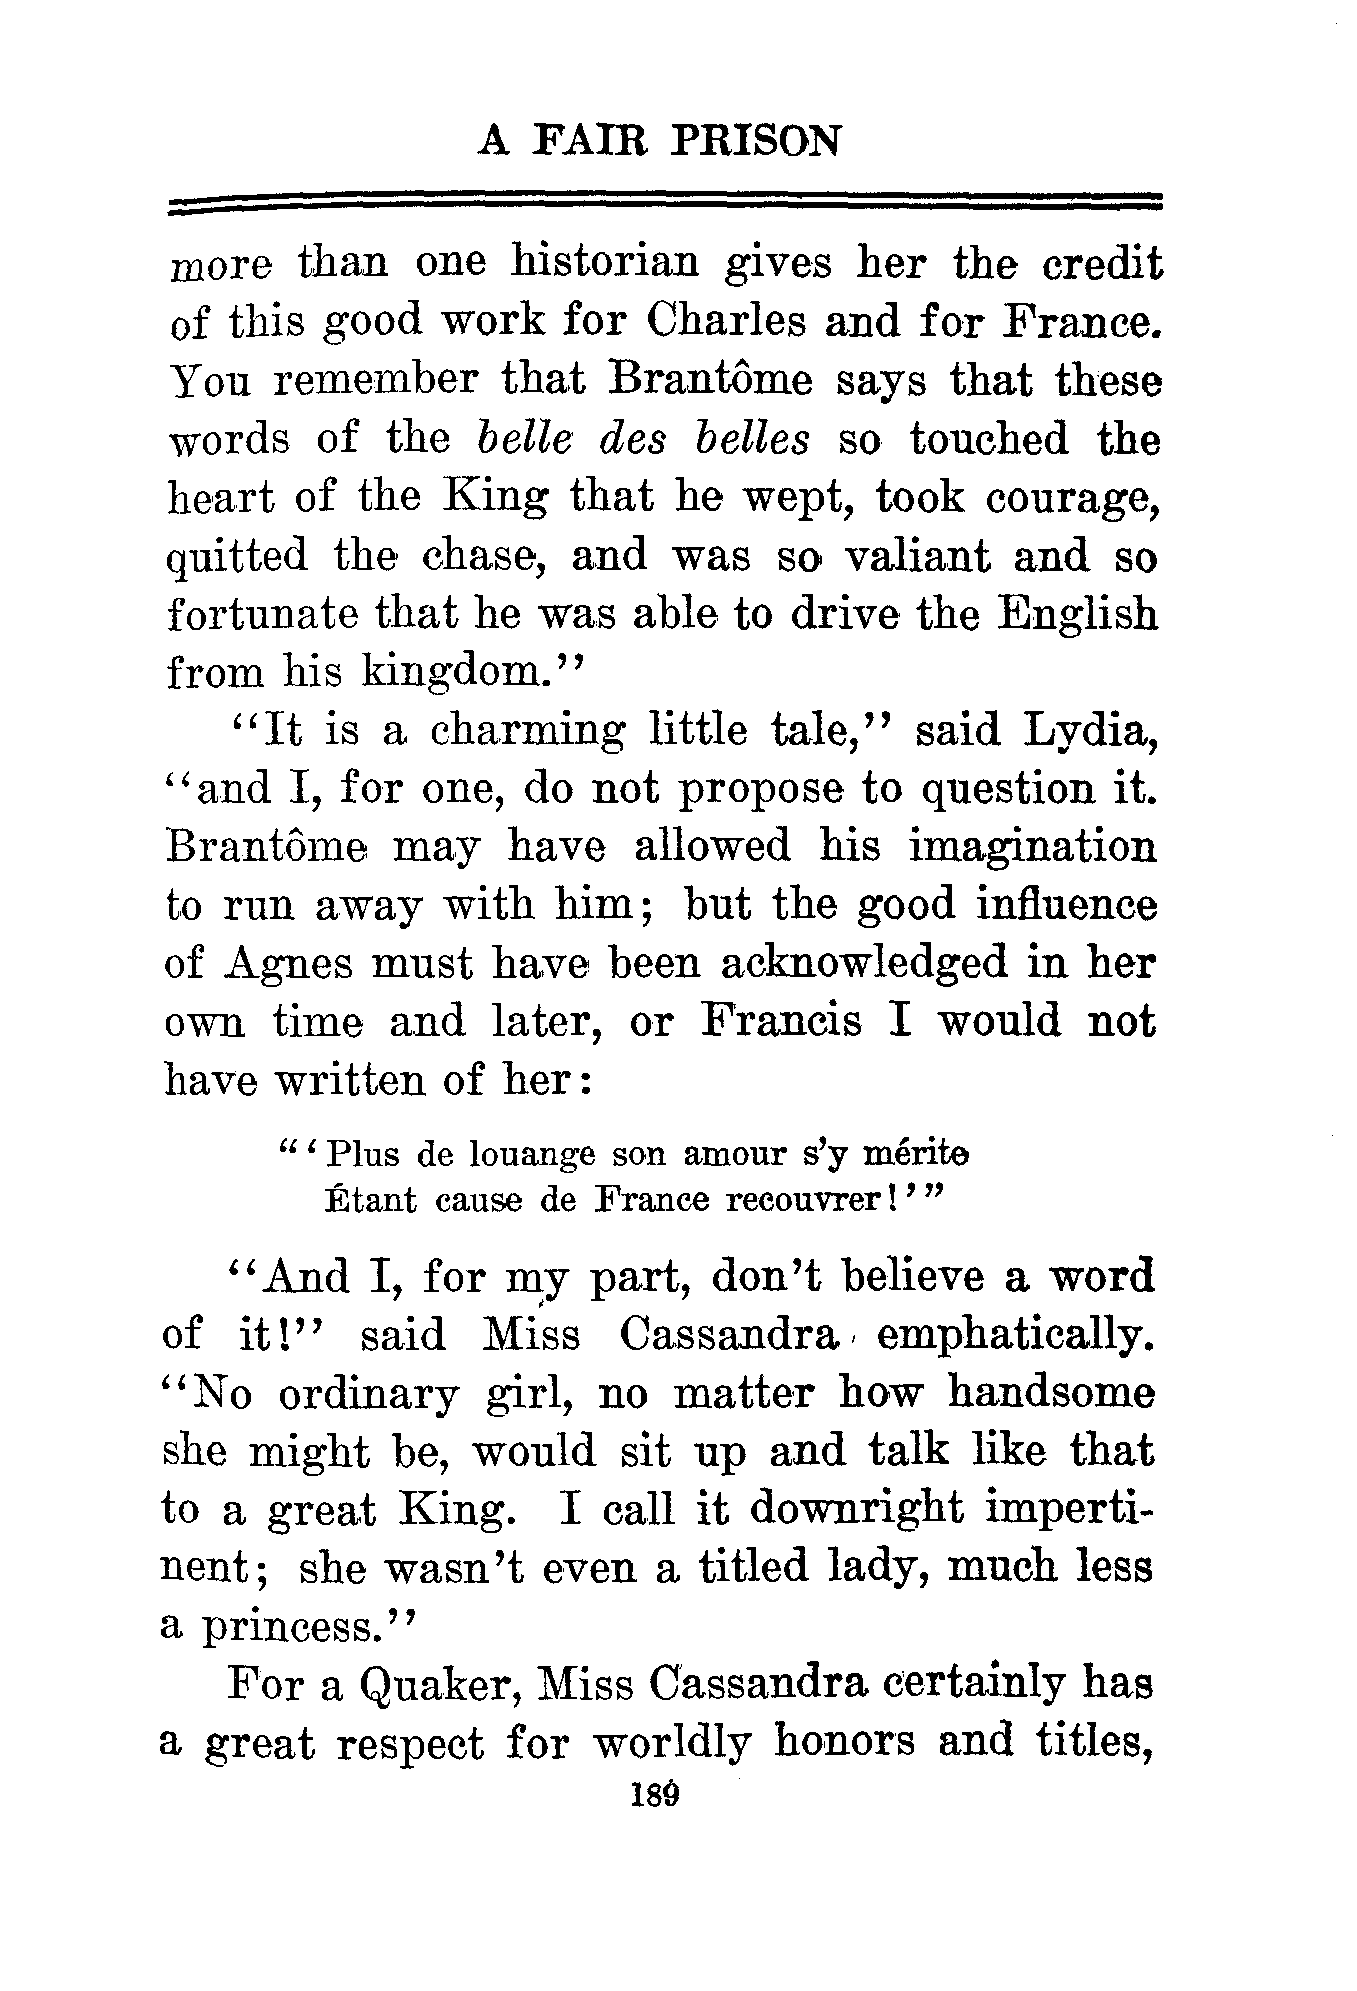 A FAIR PRISON
more than one historian gives her the credit
of this good work for Charles and for France.
You remember that Brantôme says that these
words of the belle des belles so touched the
heart of the King that he wept, took courage,
quitted the chase, and was so valiant and so
fortunate that he was able to drive the English
from his kingdom.''
''It is a charming little tale,'' said Lydia,
''and I, for one, do not propose to question it.
Brantôme may have allowed his imagination
to run away with him; but the good influence
of Agnes must have been acknowledged in her
own time and later, or Francis I would not
have written of her:
"'Plus de louange son amour s'y mérite
Étant cause de France recouvrer!'"
''And I, for my part, don't believe a word
of it!'' said Miss Cassandra emphatically.
''No ordinary girl, no matter how handsome
she might be, would sit up and talk like that
to a great King. I call it downright imperti-
nent; she wasn't even a titled lady, much less
a princess.''
For a Quaker, Miss Cassandra certainly has
a great respect for worldly honors and titles,
189